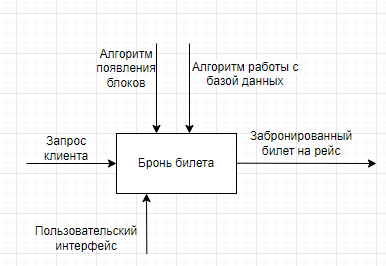 Алгоритм
появления
блоков
Алгоритм работы с
базой данных
Запрос
клиента
Бронь билета
Забронированный
билет на рейс
Пользовательский
интерфейс